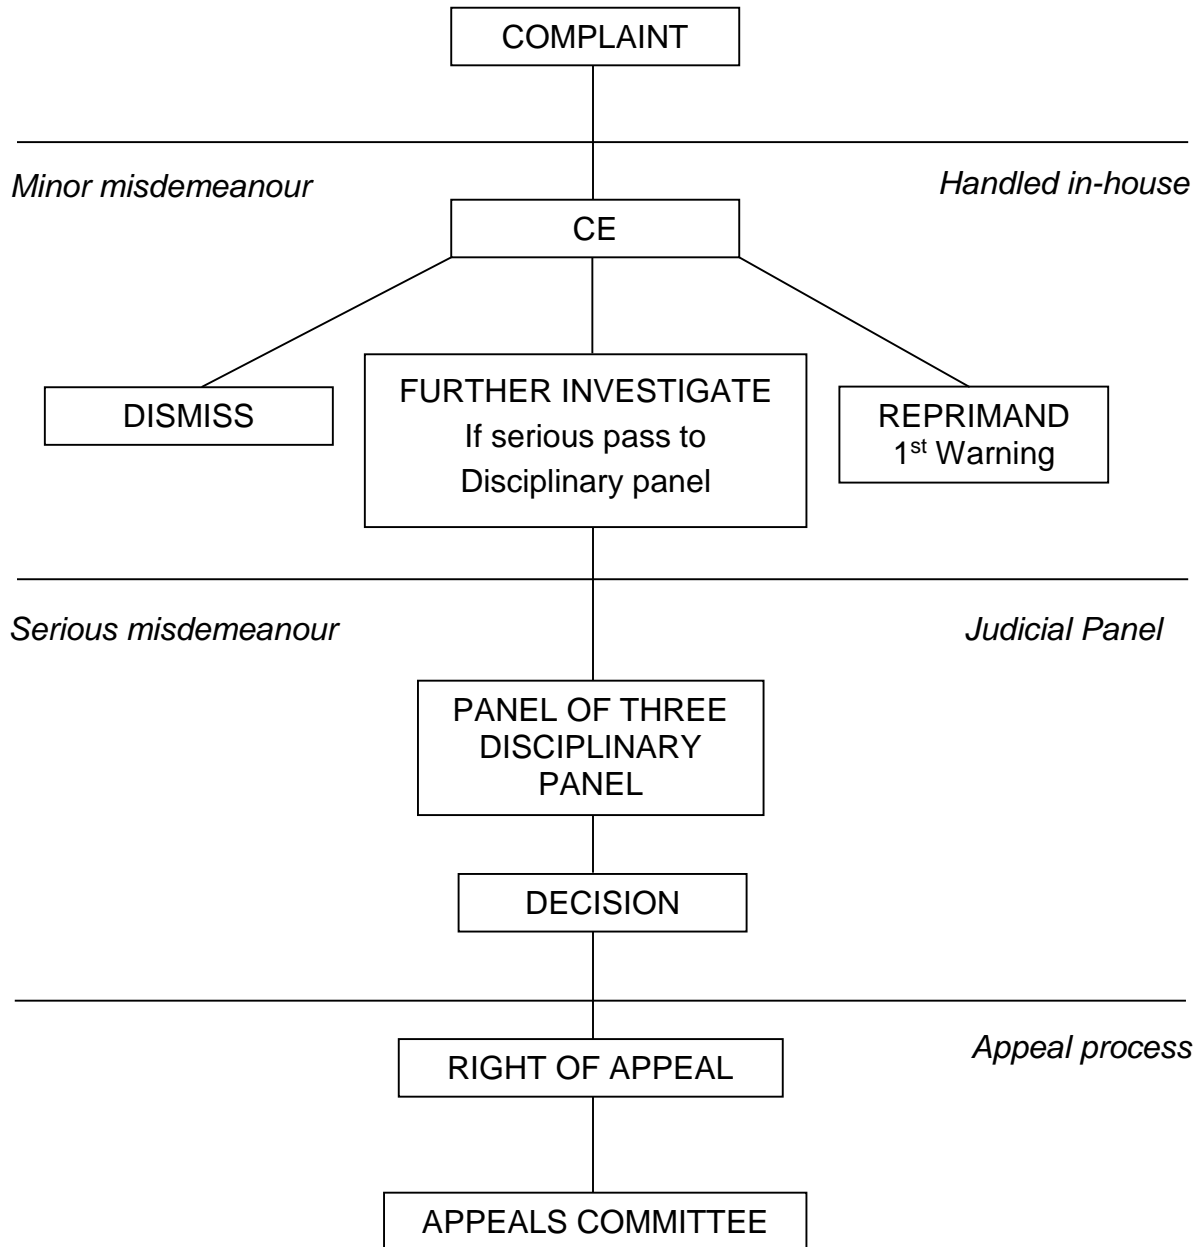 COMPLAINT
Minor misdemeanour
Handled in-house
CE
DISMISS
FURTHER INVESTIGATE
If serious pass to
Disciplinary panel
REPRIMAND
1st Warning
Serious misdemeanour
Judicial Panel
PANEL OF THREE
DISCIPLINARY
PANEL
DECISION
Appeal process
RIGHT OF APPEAL
APPEALS COMMITTEE